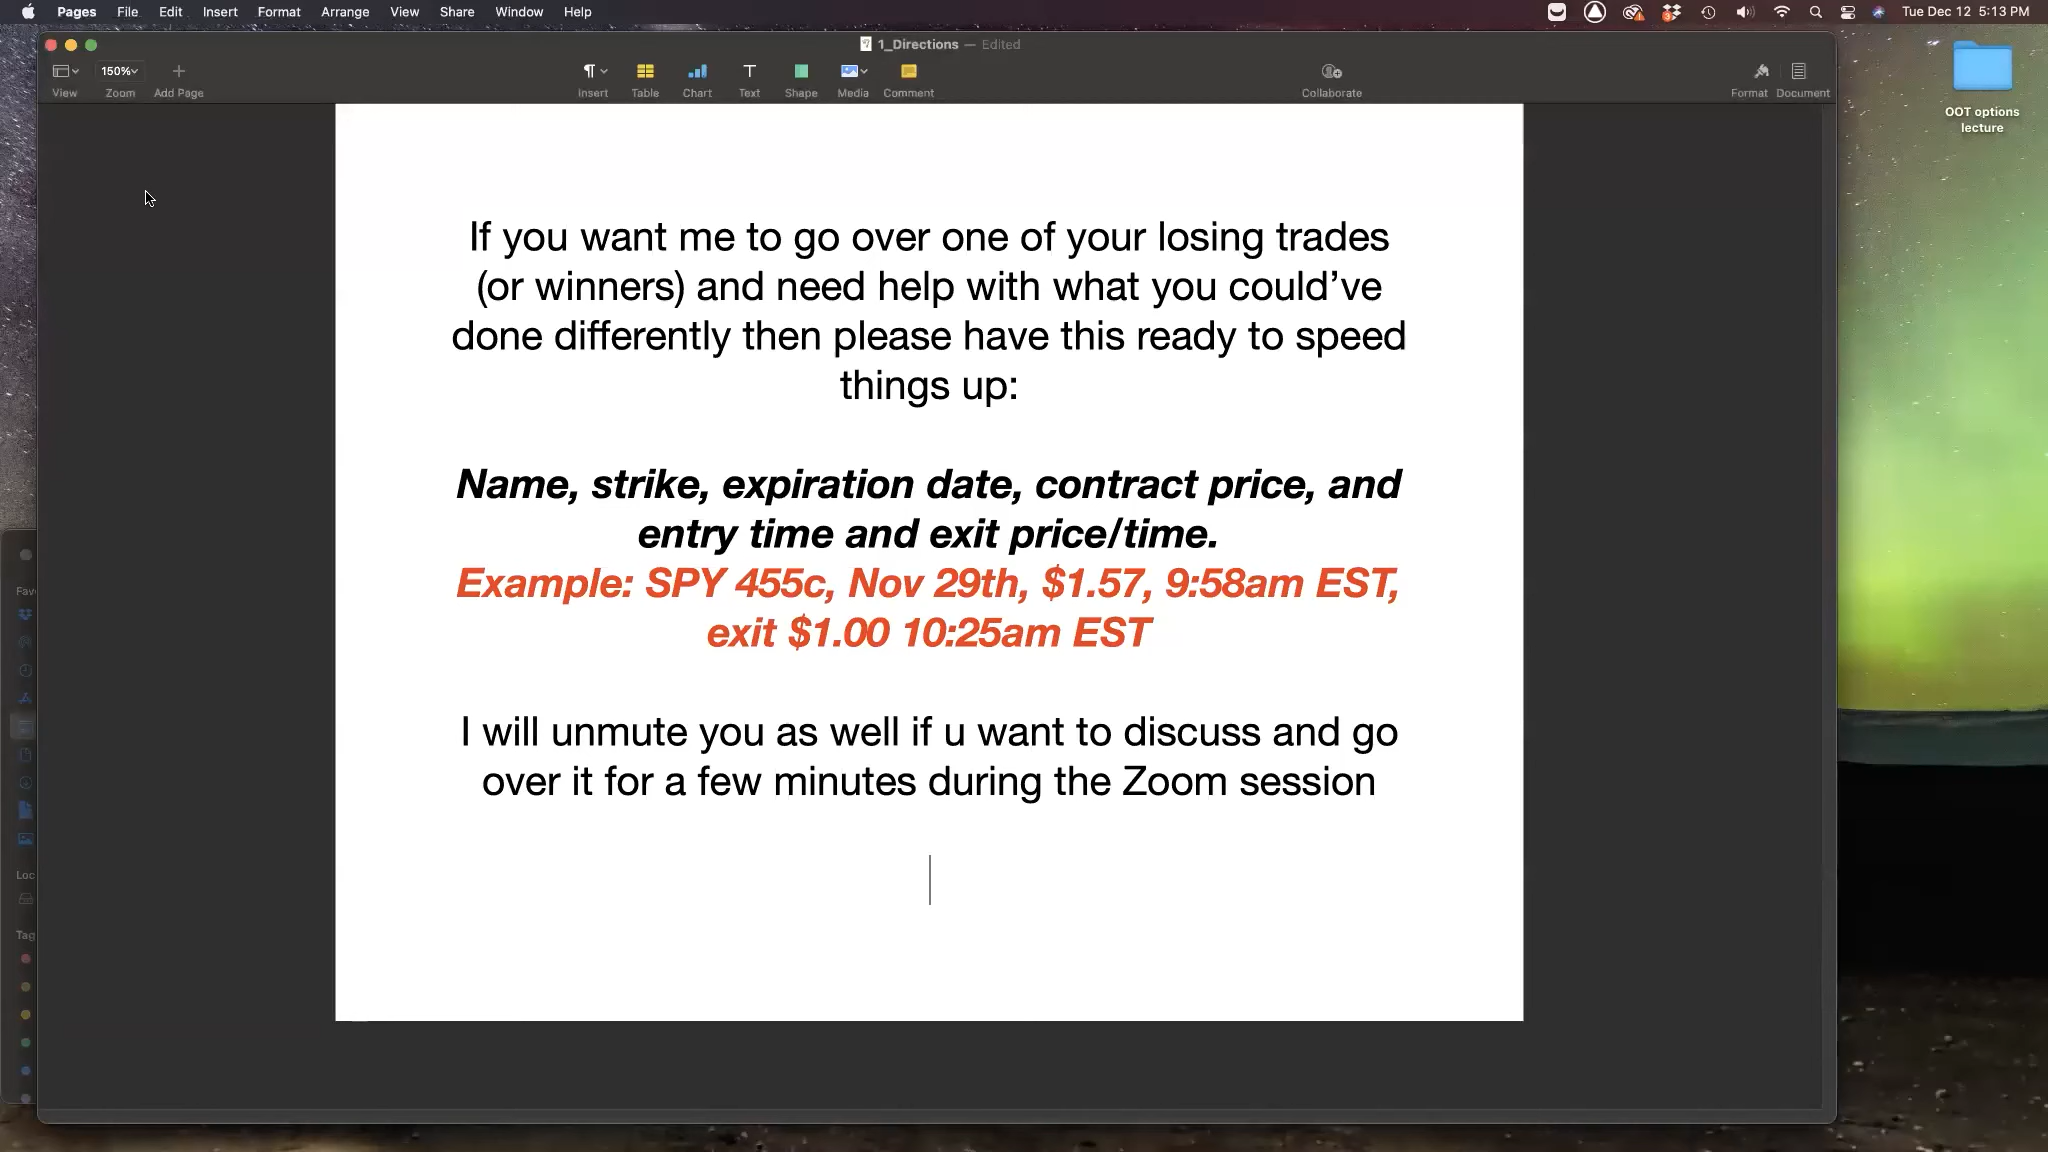 Pages File Edit Insert Format Arrange View Share Window Help
Tue Dec 12 5:13 PM
1_Directions — Edited
150%
View Zoom Add Page
Insert Table Chart Text Shape Media Comment
Collaborate
Format Document
OOT options
lecture
If you want me to go over one of your losing trades
(or winners) and need help with what you could’ve
done differently then please have this ready to speed
things up:
Name, strike, expiration date, contract price, and
entry time and exit price/time.
Example: SPY 455c, Nov 29th, $1.57, 9:58am EST,
exit $1.00 10:25am EST
I will unmute you as well if u want to discuss and go
over it for a few minutes during the Zoom session
Fav
Loc
Tag